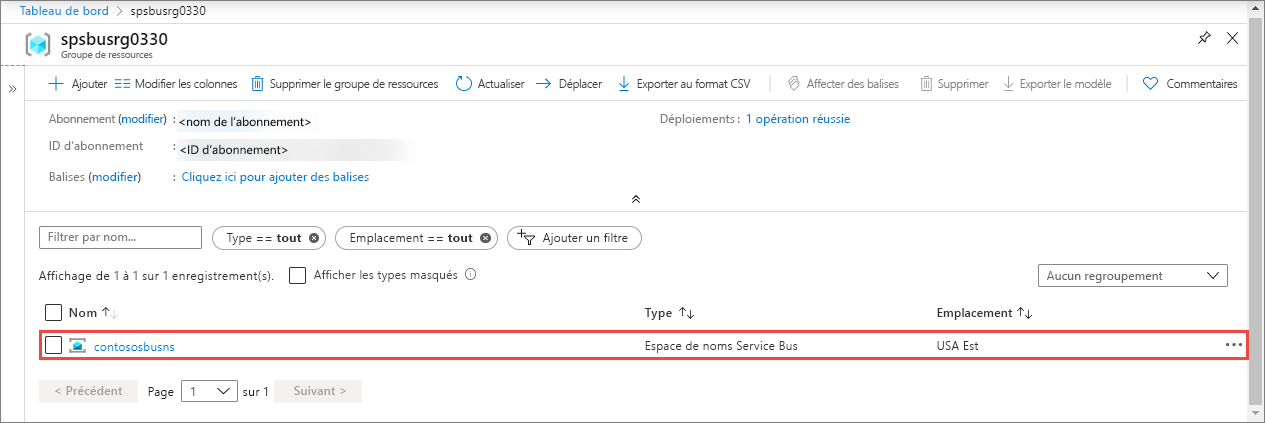 Tableau de bord > spsbusrg0330
spsbusrg0330
Groupe de ressources
Ajouter Modifier les colonnes Supprimer le groupe de ressources Actualiser Déplacer Exporter au format CSV Affecter des balises Supprimer Exporter le modèle Commentaires
Abonnement (modifier) : <nom de l'abonnement> Déploiements : 1 opération réussie
ID d'abonnement : <ID d'abonnement>
Balises (modifier) : Cliquez ici pour ajouter des balises
Filtrer par nom... Type == tout Emplacement == tout Ajouter un filtre
Affichage de 1 à 1 sur 1 enregistrement(s). Afficher les types masqués Aucun regroupement
Nom Type Emplacement
contososbusns Espace de noms Service Bus USA Est
< Précédent Page 1 sur 1 Suivant >